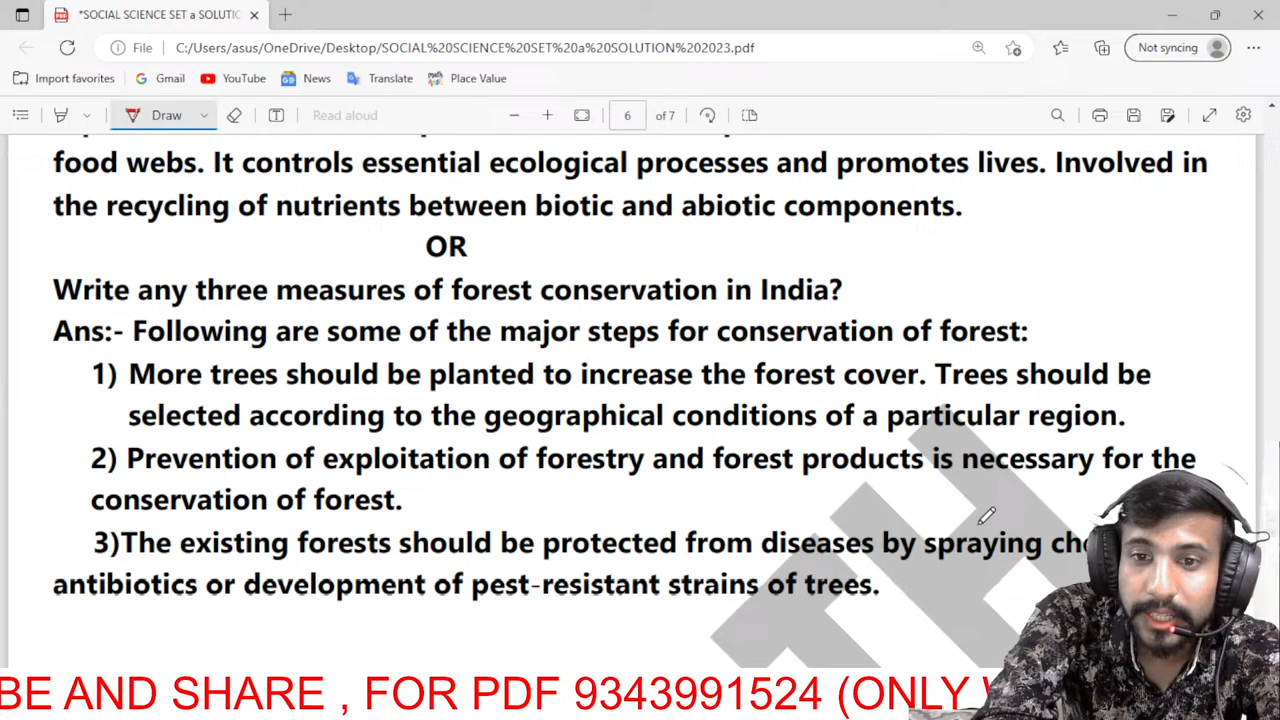 *SOCIAL SCIENCE SET a SOLUTIO
File C:/Users/asus/OneDrive/Desktop/SOCIAL%20SCIENCE%20SET%20a%20SOLUTION%202023.pdf Not syncing
Import favorites Gmail YouTube News Translate Place Value
Draw Read aloud 6 of 7
food webs. It controls essential ecological processes and promotes lives. Involved in
the recycling of nutrients between biotic and abiotic components.
OR
Write any three measures of forest conservation in India?
Ans:- Following are some of the major steps for conservation of forest:
1) More trees should be planted to increase the forest cover. Trees should be
selected according to the geographical conditions of a particular region.
2) Prevention of exploitation of forestry and forest products is necessary for the
conservation of forest.
3)The existing forests should be protected from diseases by spraying
antibiotics or development of pest-resistant strains of trees.
BE AND SHARE , FOR PDF 9343991524 (ONLY